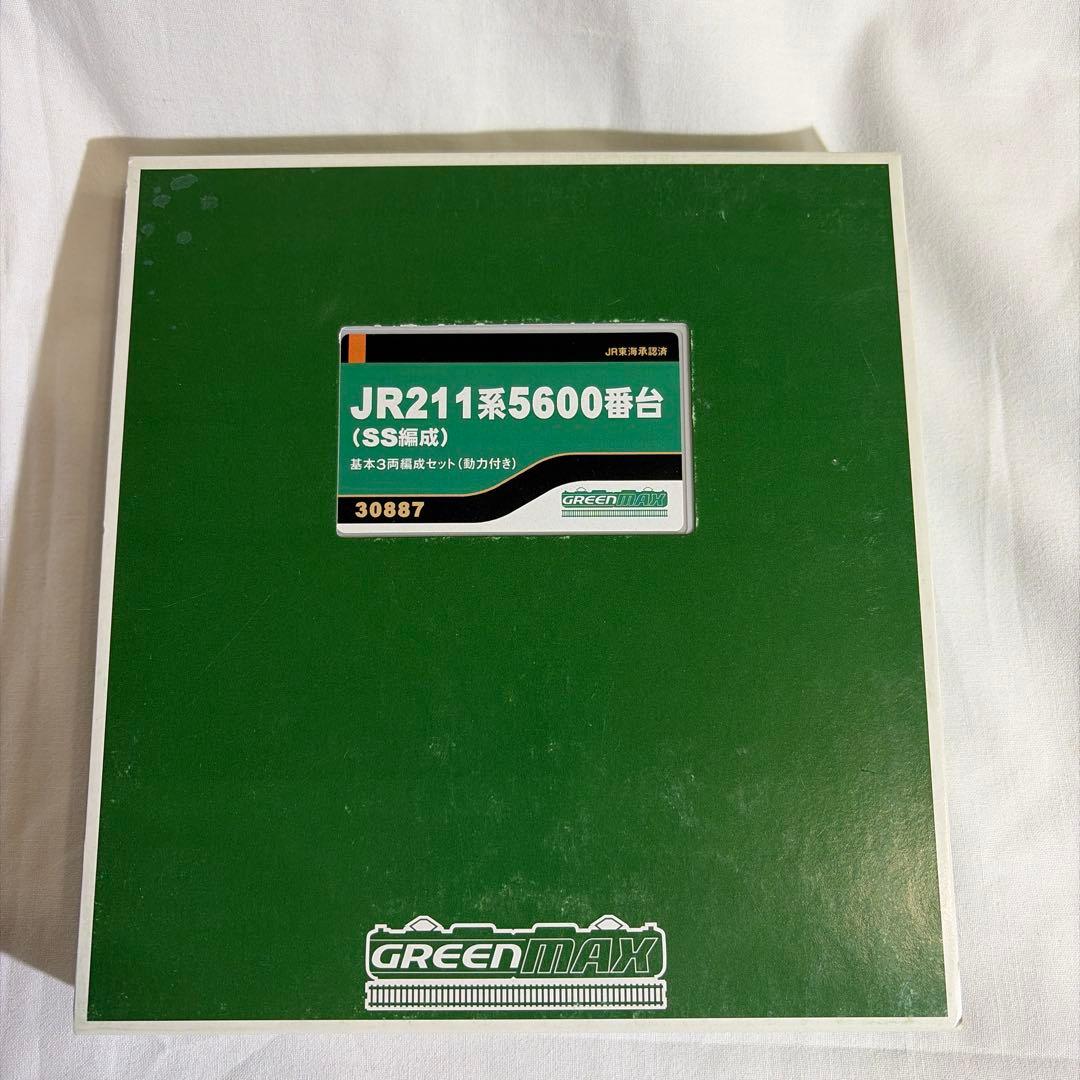 JR東海承認済
JR211系5600番台
(SS編成)
基本3両編成セット(動力付き)
30887
GREENMAX
GREENMAX